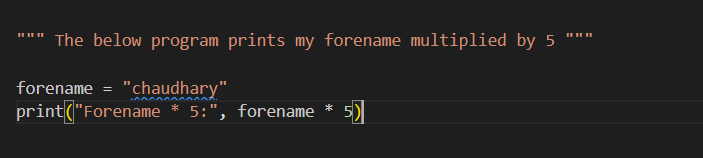 """ The below program prints my forename multiplied by 5 """
forename = "chaudhary"
print("Forename * 5:", forename * 5)